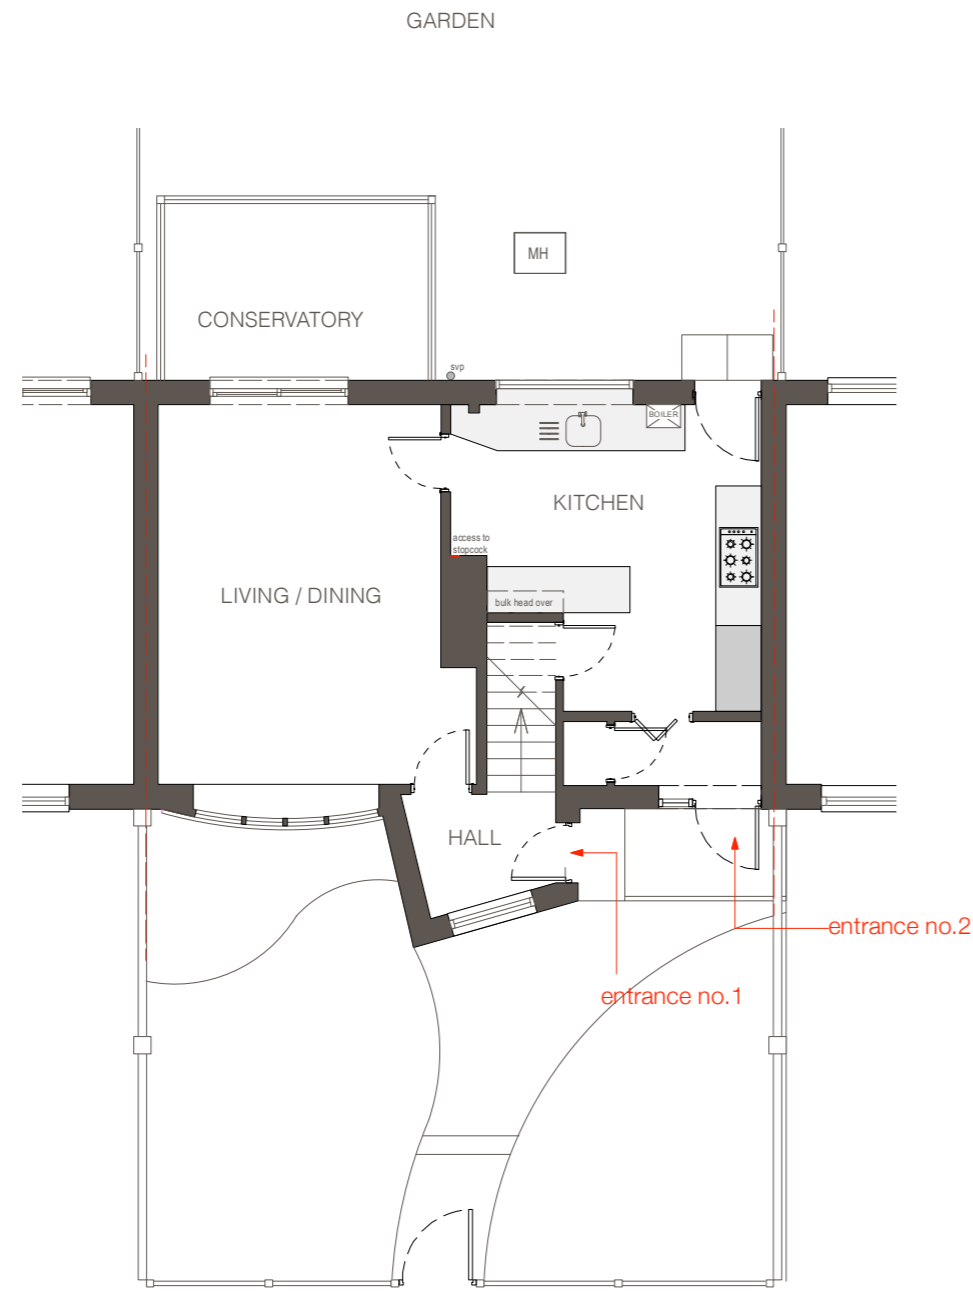 GARDEN
MH
CONSERVATORY
svp
BOILER
KITCHEN
access to
stopcock
LIVING / DINING
bulk head over
HALL
entrance no.2
entrance no.1